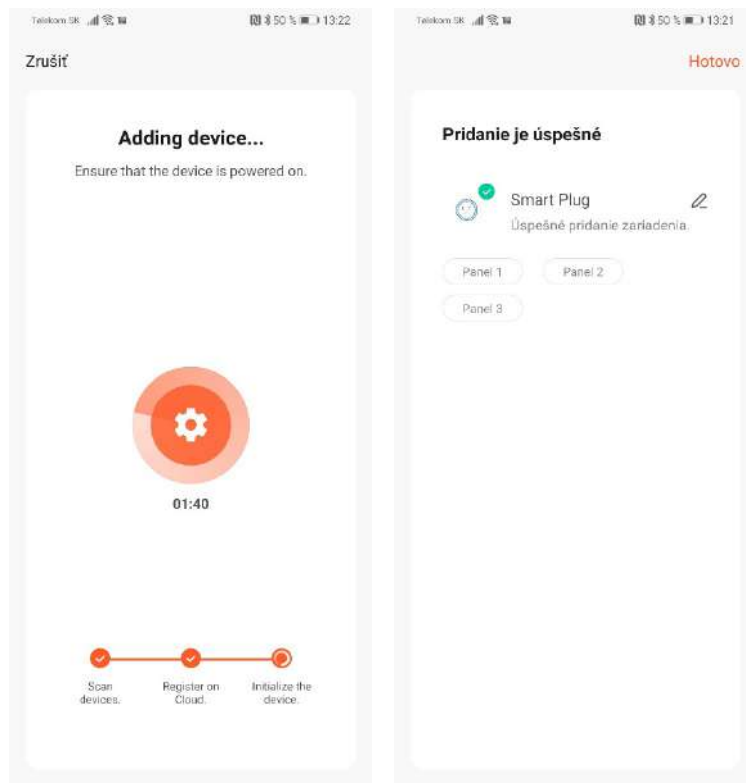 Telekom SK 50 % 13:22
Zrušiť
Adding device...
Ensure that the device is powered on.
01:40
Scan
devices.
Register on
Cloud.
Initialize the
device.
Telekom SK 50 % 13:21
Hotovo
Pridanie je úspešné
Smart Plug
Úspešné pridanie zariadenia.
Panel 1
Panel 2
Panel 3